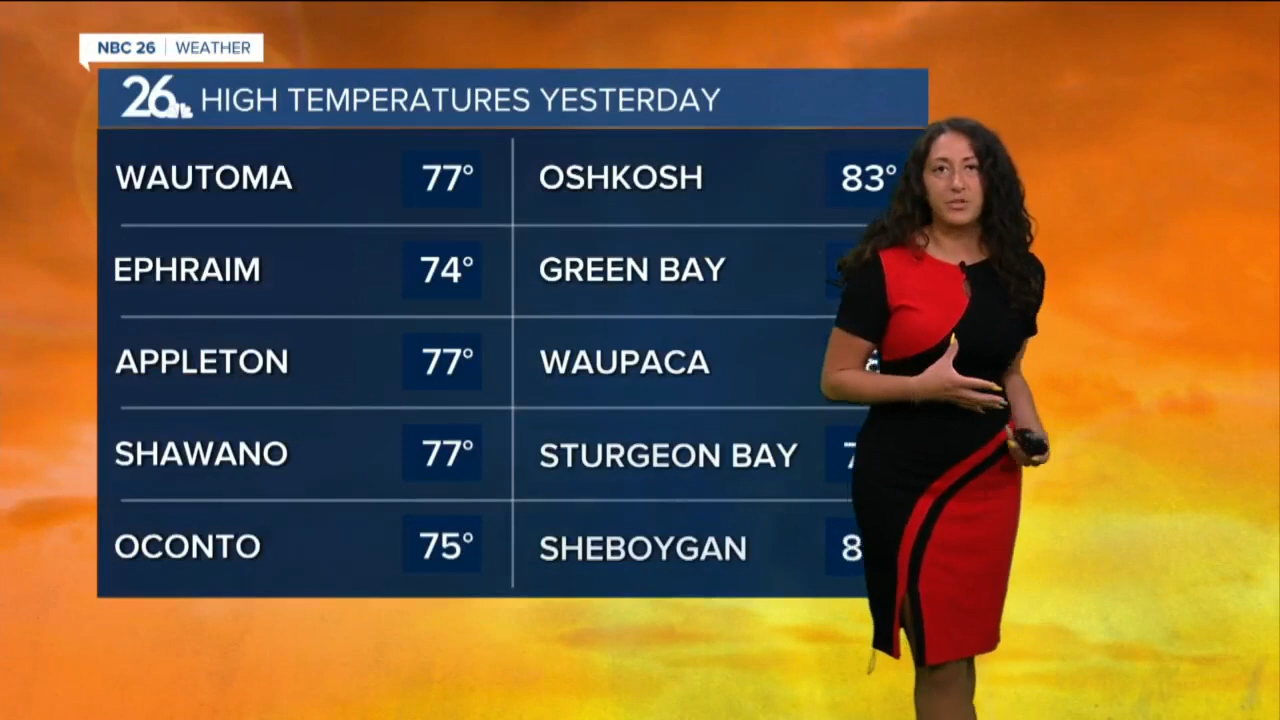 NBC 26 | WEATHER
26 HIGH TEMPERATURES YESTERDAY
WAUTOMA 77°
EPHRAIM 74°
APPLETON 77°
SHAWANO 77°
OCONTO 75°
OSHKOSH 83°
GREEN BAY
WAUPACA
STURGEON BAY
SHEBOYGAN